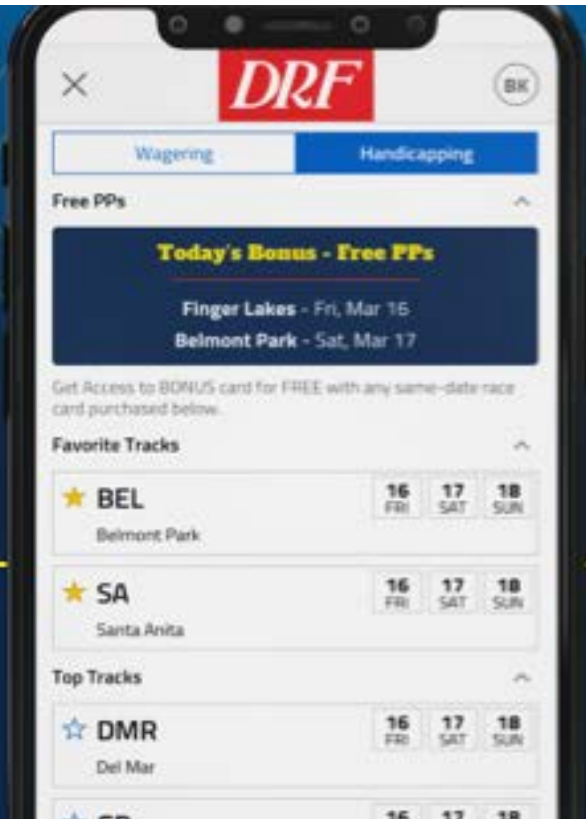 DRF
BK
Wagering
Handicapping
Free PPs
Today's Bonus - Free PPs
Finger Lakes - Fri, Mar 16
Belmont Park - Sat, Mar 17
Get Access to BONUS card for FREE with any same-date race
card purchased below.
Favorite Tracks
BEL
16 17 18
FRI SAT SUN
Belmont Park
SA
16 17 18
FRI SAT SUN
Santa Anita
Top Tracks
DMR
16 17 18
FRI SAT SUN
Del Mar
16 17 18